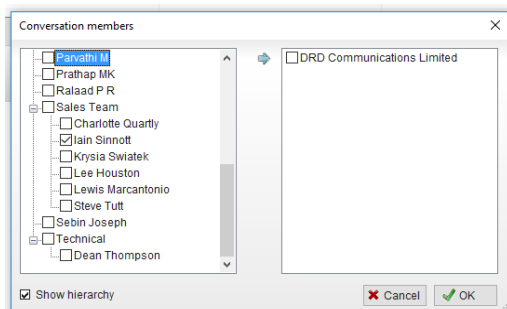 Conversation members
Parvathi M
Prathap MK
Ralaad P R
Sales Team
Charlotte Quartly
Iain Sinnott
Krysia Swiatek
Lee Houston
Lewis Marcantonio
Steve Tutt
Sebin Joseph
Technical
Dean Thompson
DRD Communications Limited
Show hierarchy
Cancel
OK